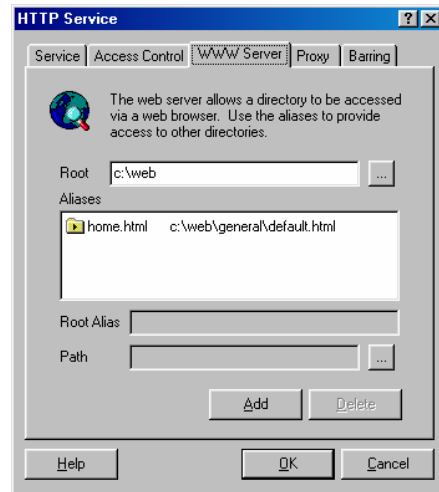 HTTP Service
Service Access Control WWW Server Proxy Barring
The web server allows a directory to be accessed
via a web browser. Use the aliases to provide
access to other directories.
Root c:\web ...
Aliases
home.html c:\web\general\default.html
Root Alias
Path ...
Add Delete
Help OK Cancel